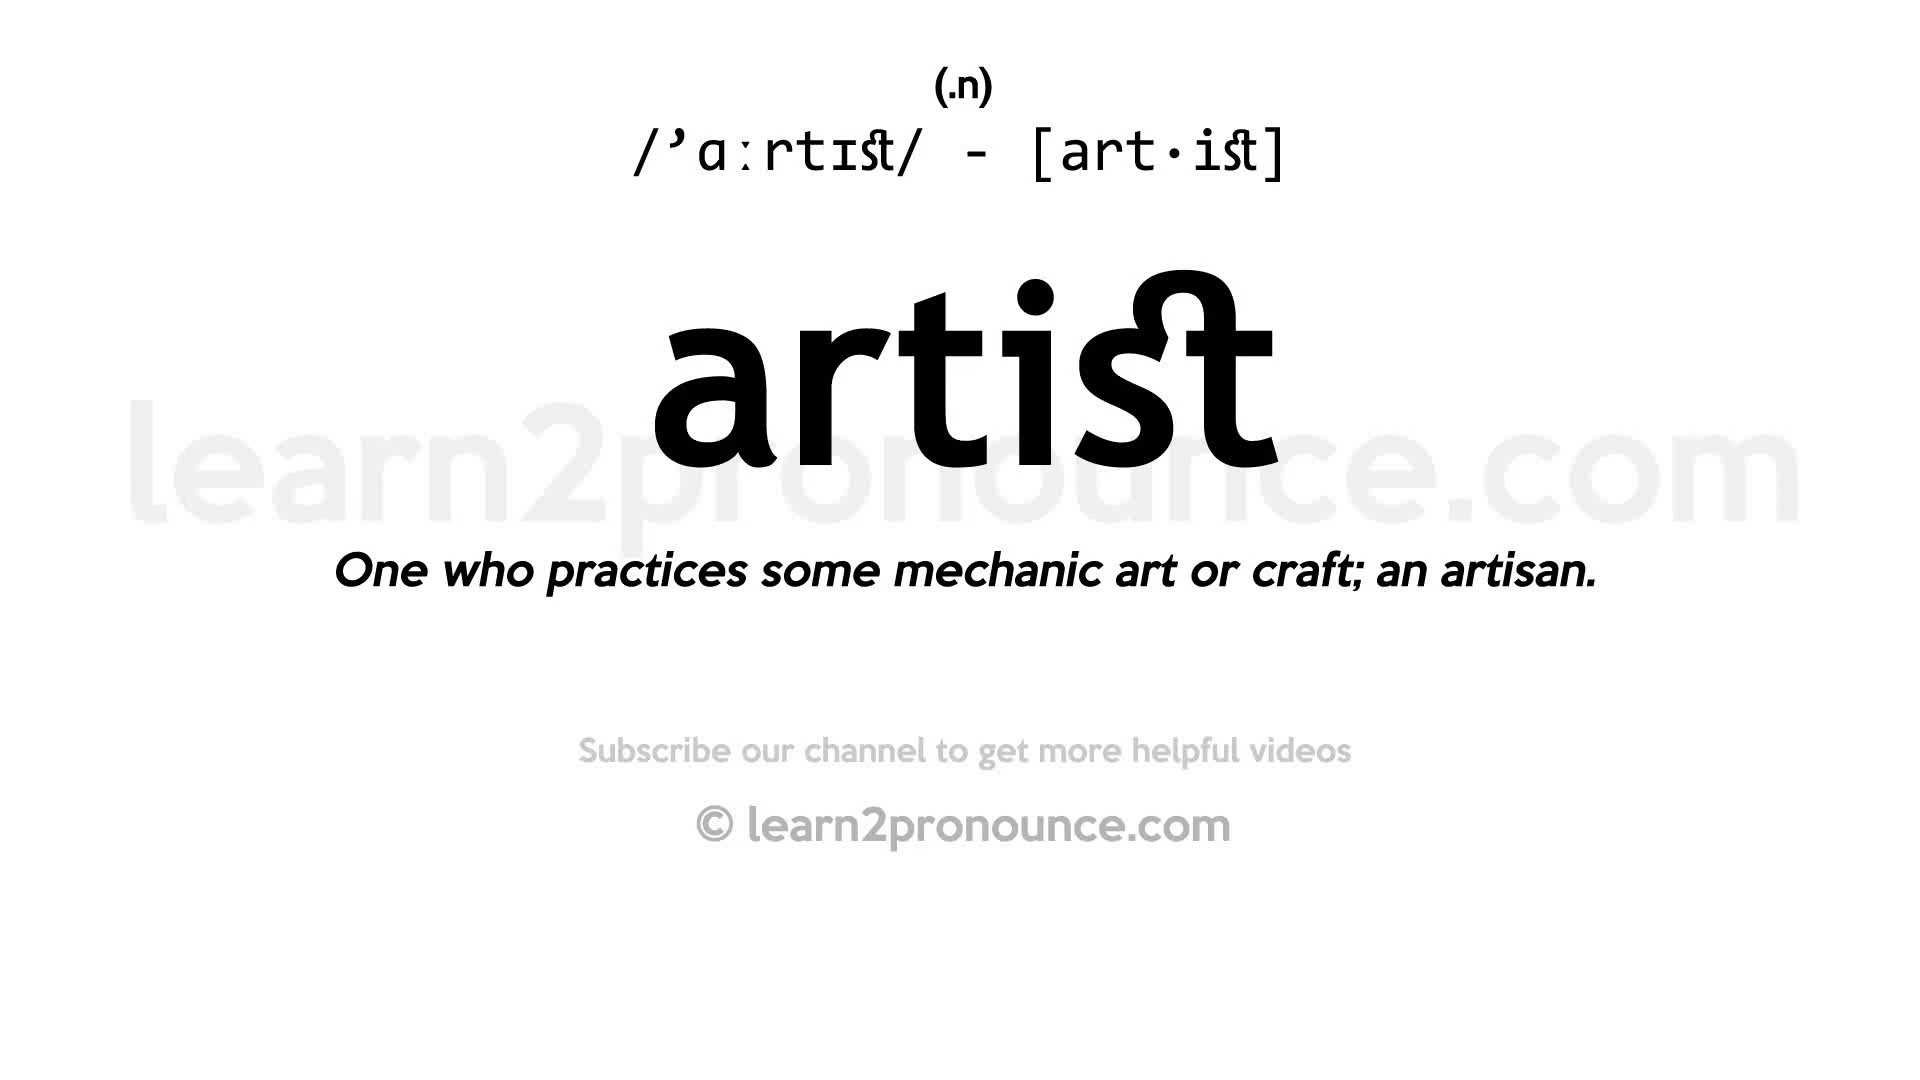 (.n)
/’ɑːrtɪst/ - [art·ist]
artist
learn2pronounce.com
One who practices some mechanic art or craft; an artisan.
Subscribe our channel to get more helpful videos
© learn2pronounce.com